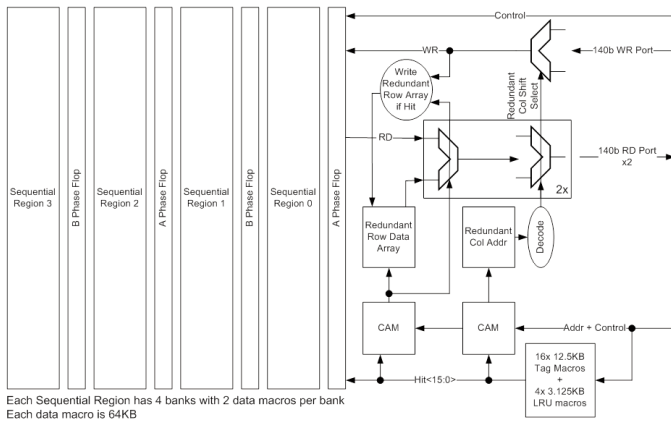 Control
WR
140b WR Port
Write
Redundant
Row Array
if Hit
Redundant
Col Shift
Select
RD
140b RD Port
x2
2x
Sequential
Region 3
B Phase Flop
Sequential
Region 2
A Phase Flop
Sequential
Region 1
B Phase Flop
Sequential
Region 0
A Phase Flop
Redundant
Row Data
Array
Redundant
Col Addr
Decode
CAM
CAM
Addr + Control
Hit<15:0>
16x 12.5KB
Tag Macros
+
4x 3.125KB
LRU macros
Each Sequential Region has 4 banks with 2 data macros per bank
Each data macro is 64KB